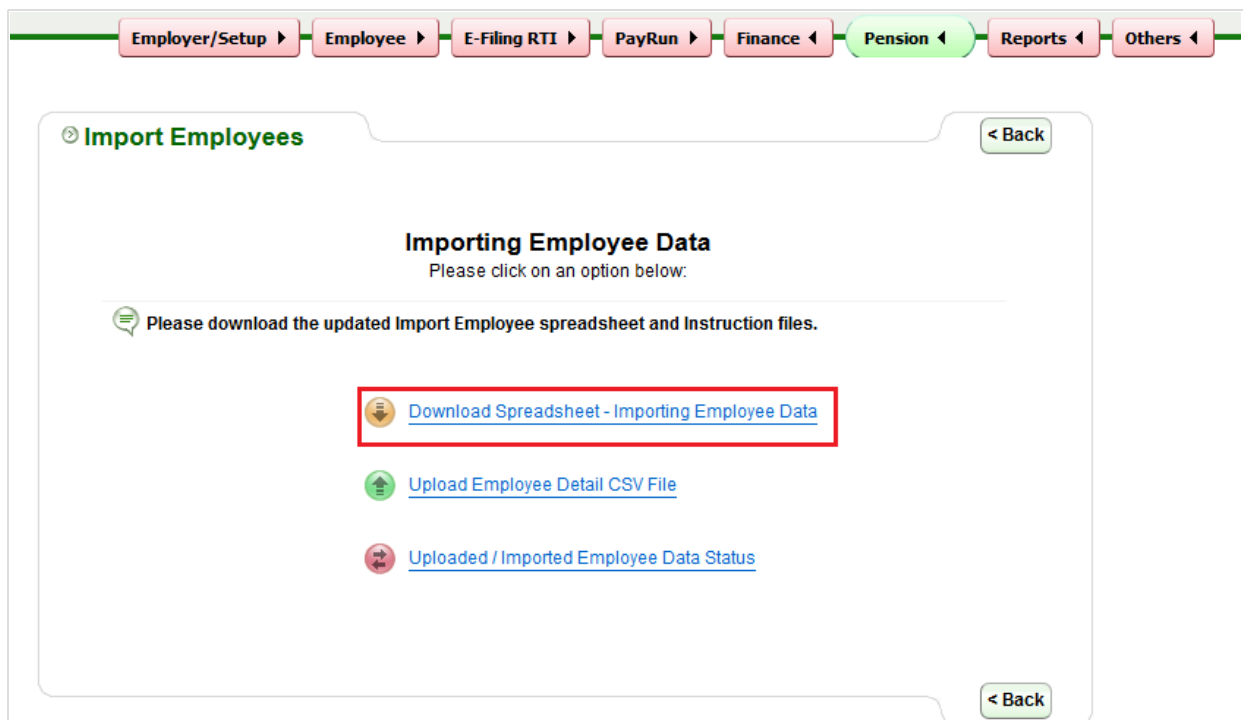 Employer/Setup Employee E-Filing RTI PayRun Finance Pension Reports Others
Import Employees
< Back
Importing Employee Data
Please click on an option below:
Please download the updated Import Employee spreadsheet and Instruction files.
Download Spreadsheet - Importing Employee Data
Upload Employee Detail CSV File
Uploaded / Imported Employee Data Status
< Back